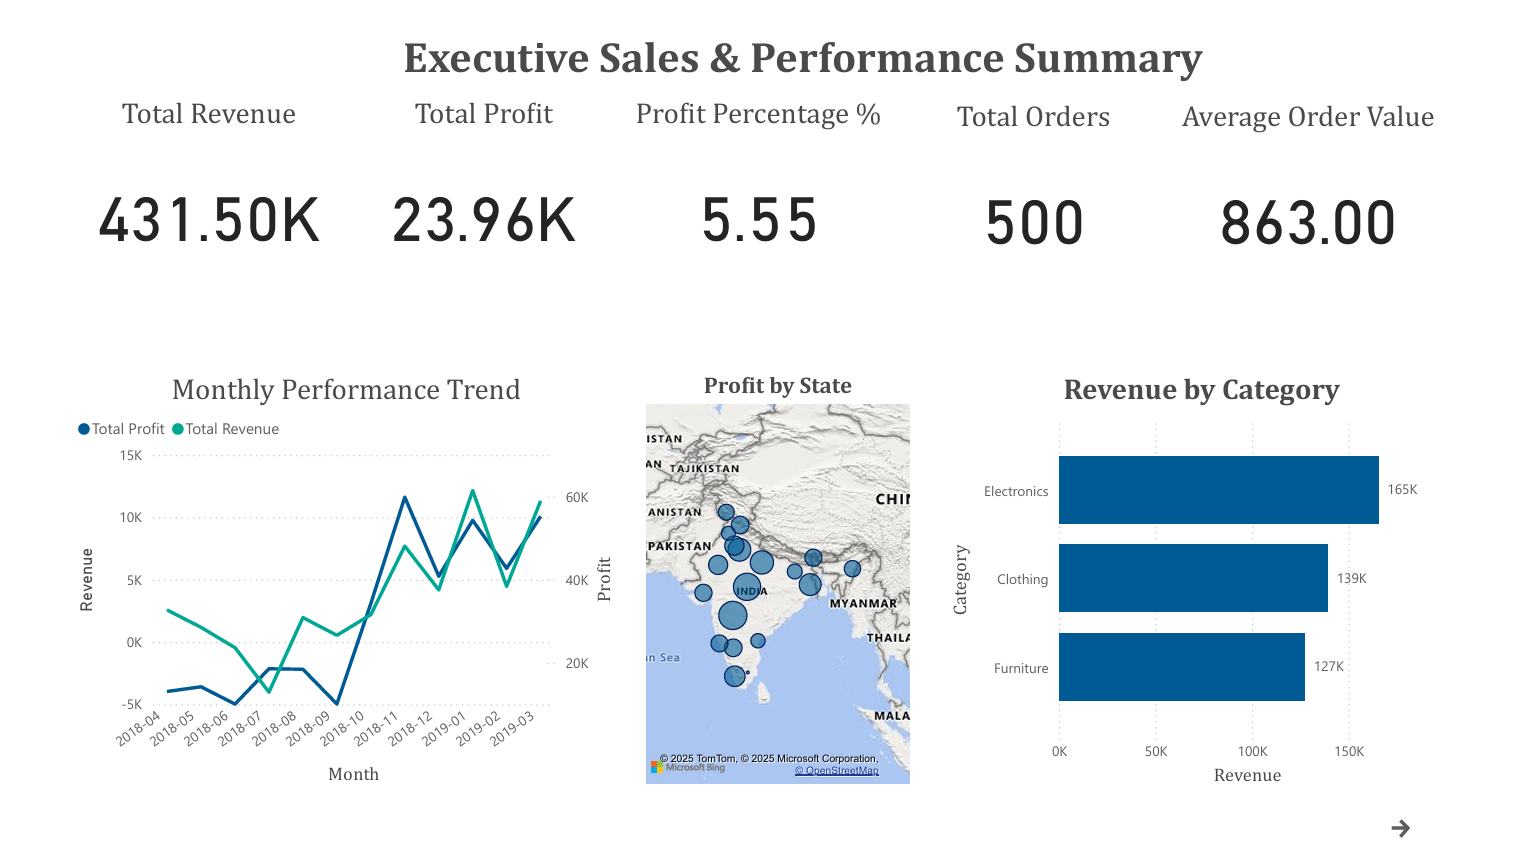 Executive Sales & Performance Summary
Total Revenue
Total Profit
Profit Percentage %
Total Orders
Average Order Value
431.50K
23.96K
5.55
500
863.00
Monthly Performance Trend
Total Profit
Total Revenue
15K
10K
5K
0K
-5K
Revenue
60K
40K
20K
Profit
2018-04
2018-05
2018-06
2018-07
2018-08
2018-09
2018-10
2018-11
2018-12
2019-01
2019-02
2019-03
Month
Profit by State
ISTAN
AN
TAJIKISTAN
CHIN
ANISTAN
PAKISTAN
INDIA
MYANMAR
THAILA
n Sea
MALA
© 2025 TomTom, © 2025 Microsoft Corporation,
Microsoft Bing
© OpenStreetMap
Revenue by Category
Category
Electronics
165K
Clothing
139K
Furniture
127K
0K
50K
100K
150K
Revenue